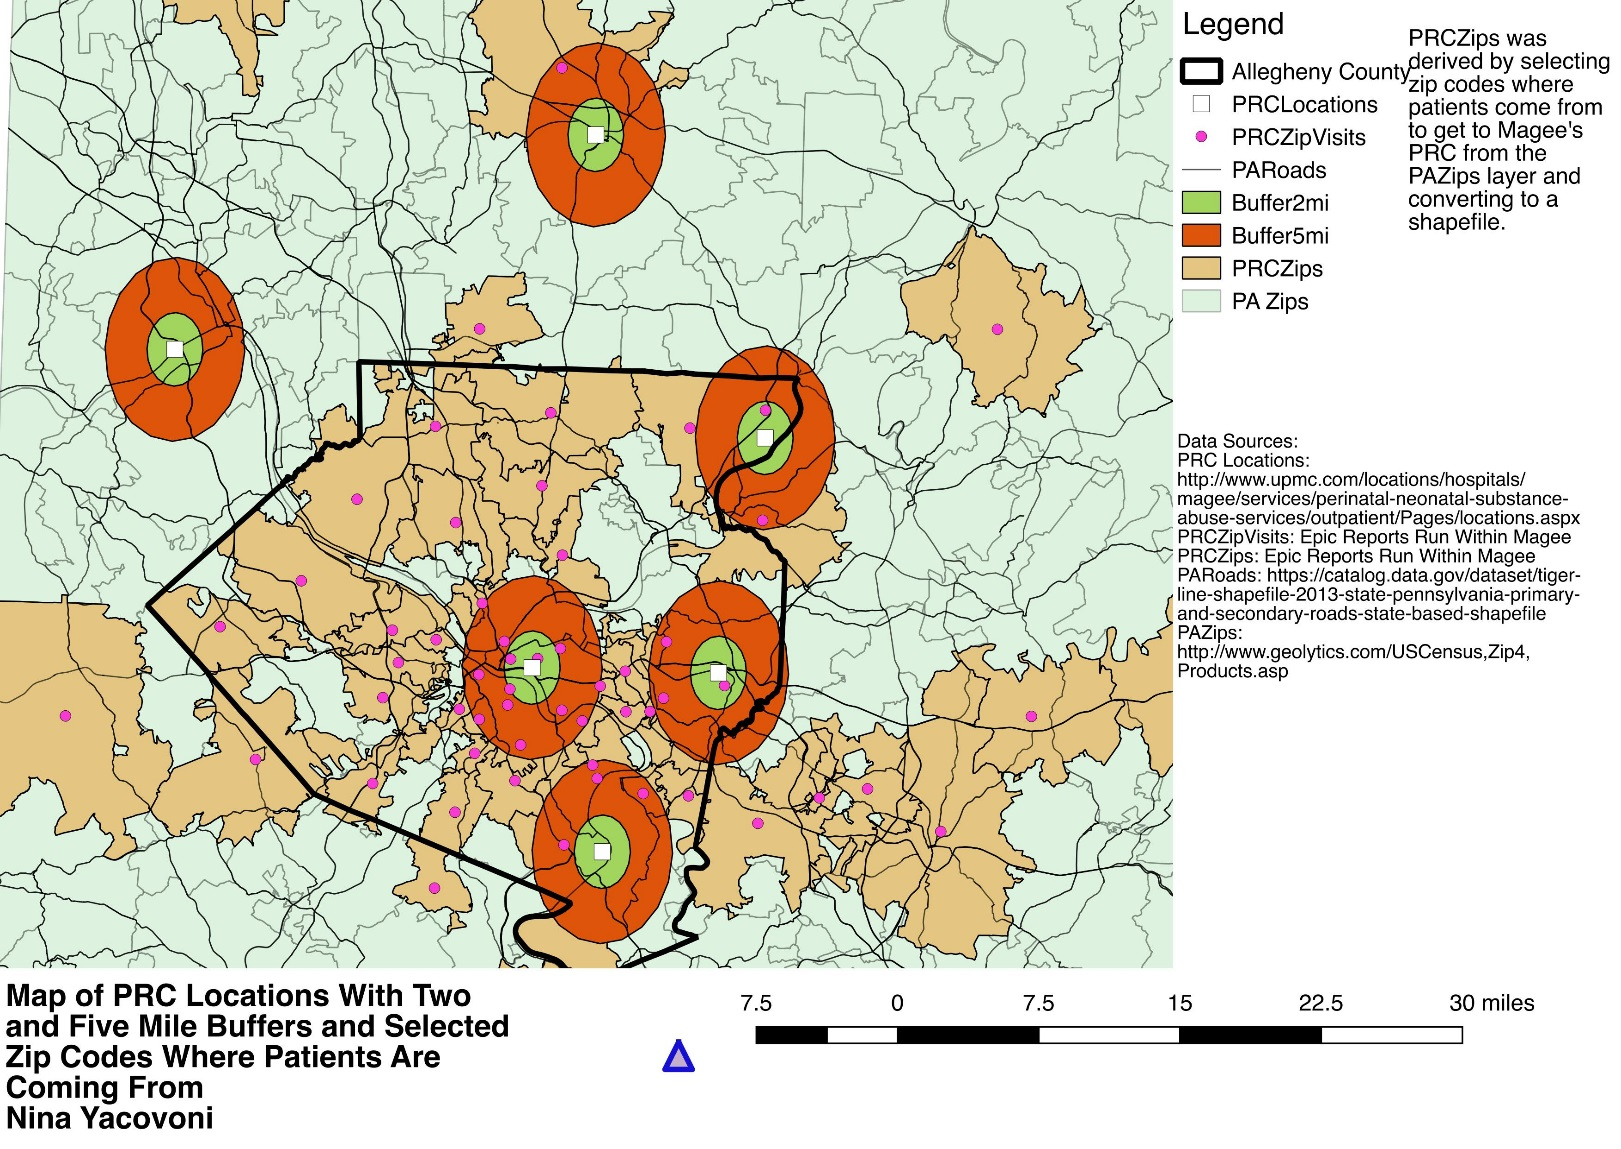 Legend
Allegheny County
PRCLocations
PRCZipVisits
PARoads
Buffer2mi
Buffer5mi
PRCZips
PA Zips
PRCZips was
derived by selecting
zip codes where
patients come from
to get to Magee's
PRC from the
PAZips layer and
converting to a
shapefile.
Data Sources:
PRC Locations:
http://www.upmc.com/locations/hospitals/
magee/services/perinatal-neonatal-substance-
abuse-services/outpatient/Pages/locations.aspx
PRCZipVisits: Epic Reports Run Within Magee
PRCZips: Epic Reports Run Within Magee
PARoads: https://catalog.data.gov/dataset/tiger-
line-shapefile-2013-state-pennsylvania-primary-
and-secondary-roads-state-based-shapefile
PAZips:
http://www.geolytics.com/USCensus,Zip4,
Products.asp
Map of PRC Locations With Two
and Five Mile Buffers and Selected
Zip Codes Where Patients Are
Coming From
Nina Yacovoni
7.5 0 7.5 15 22.5 30 miles